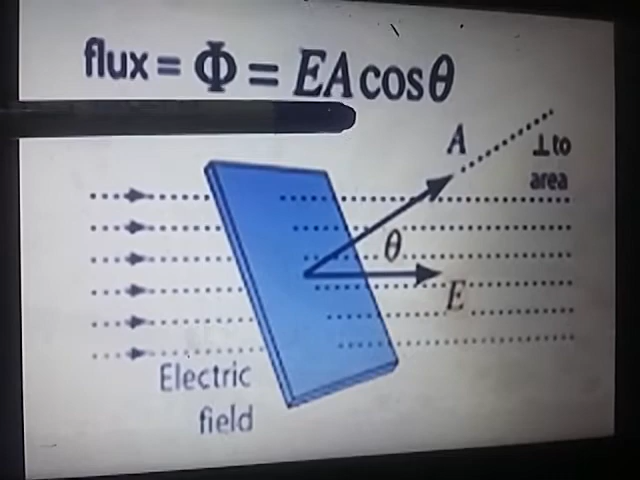 flux = Φ = EA cosθ
A
⊥ to
area
θ
E
Electric
field